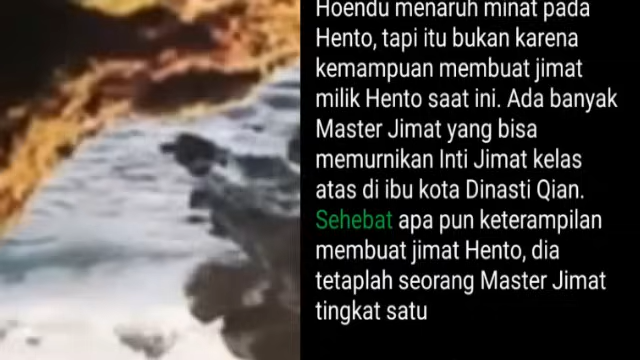 Hoendu menaruh minat pada
Hento, tapi itu bukan karena
kemampuan membuat jimat
milik Hento saat ini. Ada banyak
Master Jimat yang bisa
memurnikan Inti Jimat kelas
atas di ibu kota Dinasti Qian.
Sehebat apa pun keterampilan
membuat jimat Hento, dia
tetaplah seorang Master Jimat
tingkat satu